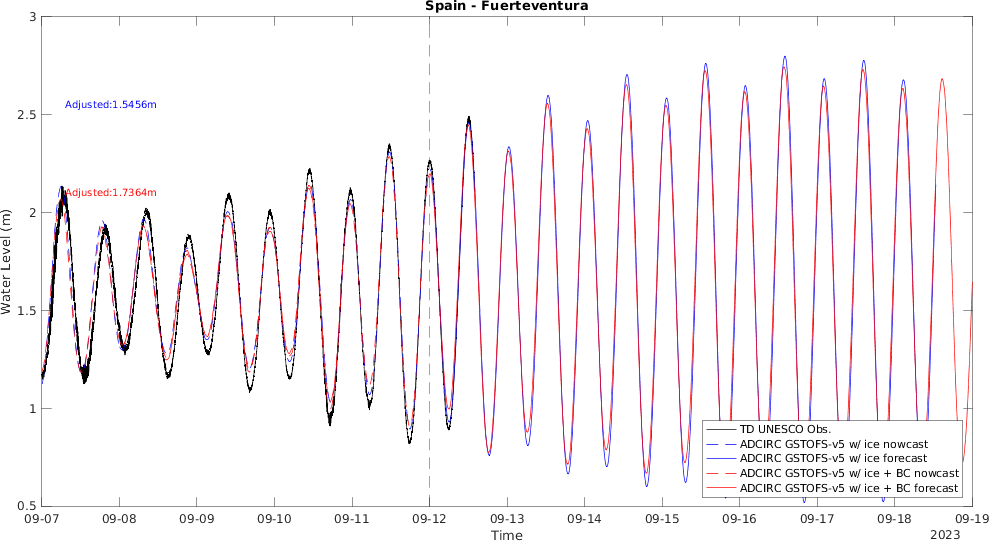 Spain - Fuerteventura
3
2.5
2
1.5
1
0.5
Water Level (m)
Adjusted:1.5456m
Adjusted:1.7364m
TD UNESCO Obs.
ADCIRC GSTOFS-v5 w/ ice nowcast
ADCIRC GSTOFS-v5 w/ ice forecast
ADCIRC GSTOFS-v5 w/ ice + BC nowcast
ADCIRC GSTOFS-v5 w/ ice + BC forecast
09-07 09-08 09-09 09-10 09-11 09-12 09-13 09-14 09-15 09-16 09-17 09-18 09-19
Time
2023